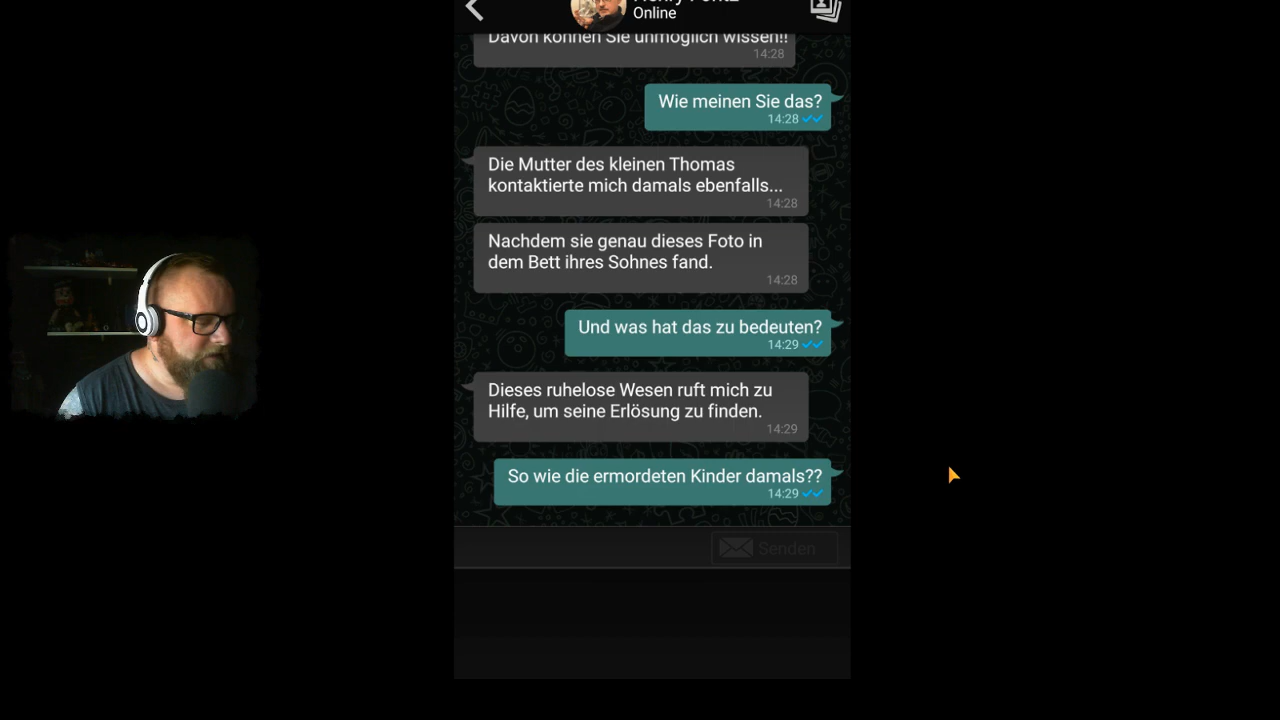 Online
Davon können Sie unmöglich wissen!!
14:28
Wie meinen Sie das?
14:28
Die Mutter des kleinen Thomas
kontaktierte mich damals ebenfalls...
14:28
Nachdem sie genau dieses Foto in
dem Bett ihres Sohnes fand.
14:28
Und was hat das zu bedeuten?
14:29
Dieses ruhelose Wesen ruft mich zu
Hilfe, um seine Erlösung zu finden.
14:29
So wie die ermordeten Kinder damals??
14:29
Senden